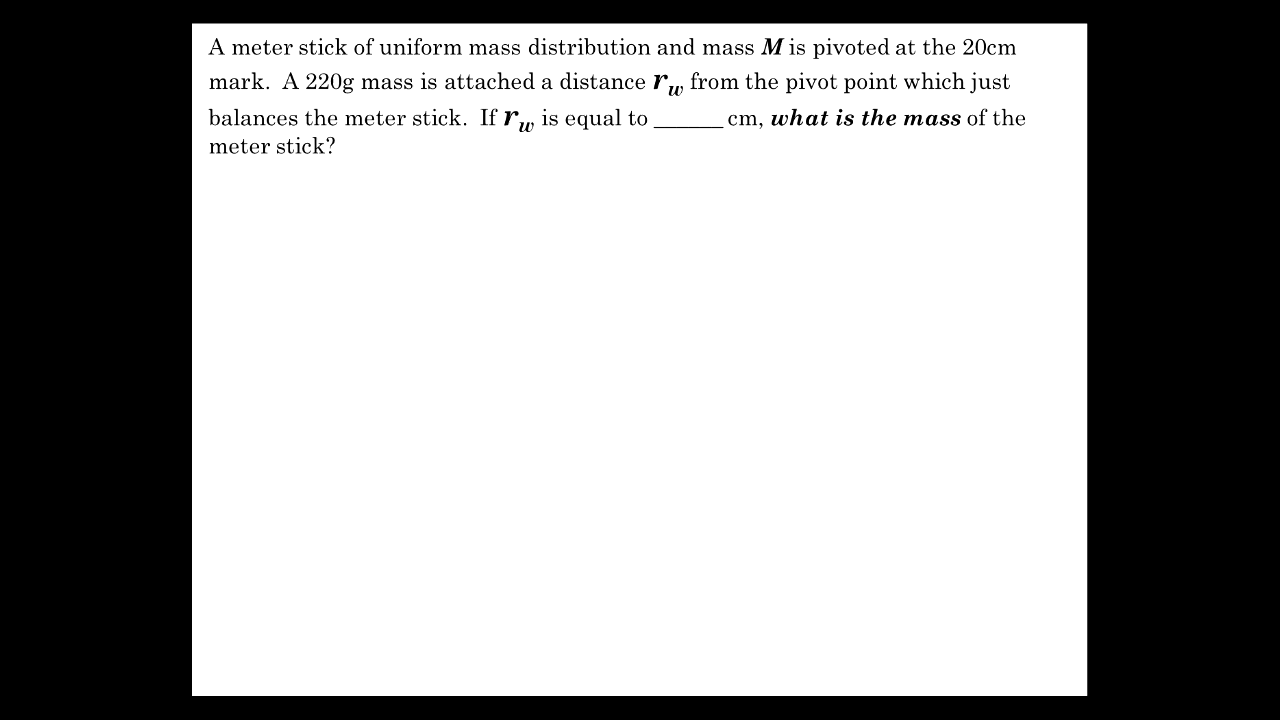 A meter stick of uniform mass distribution and mass M is pivoted at the 20cm
mark.  A 220g mass is attached a distance r_w from the pivot point which just
balances the meter stick.  If r_w is equal to ______ cm, what is the mass of the
meter stick?